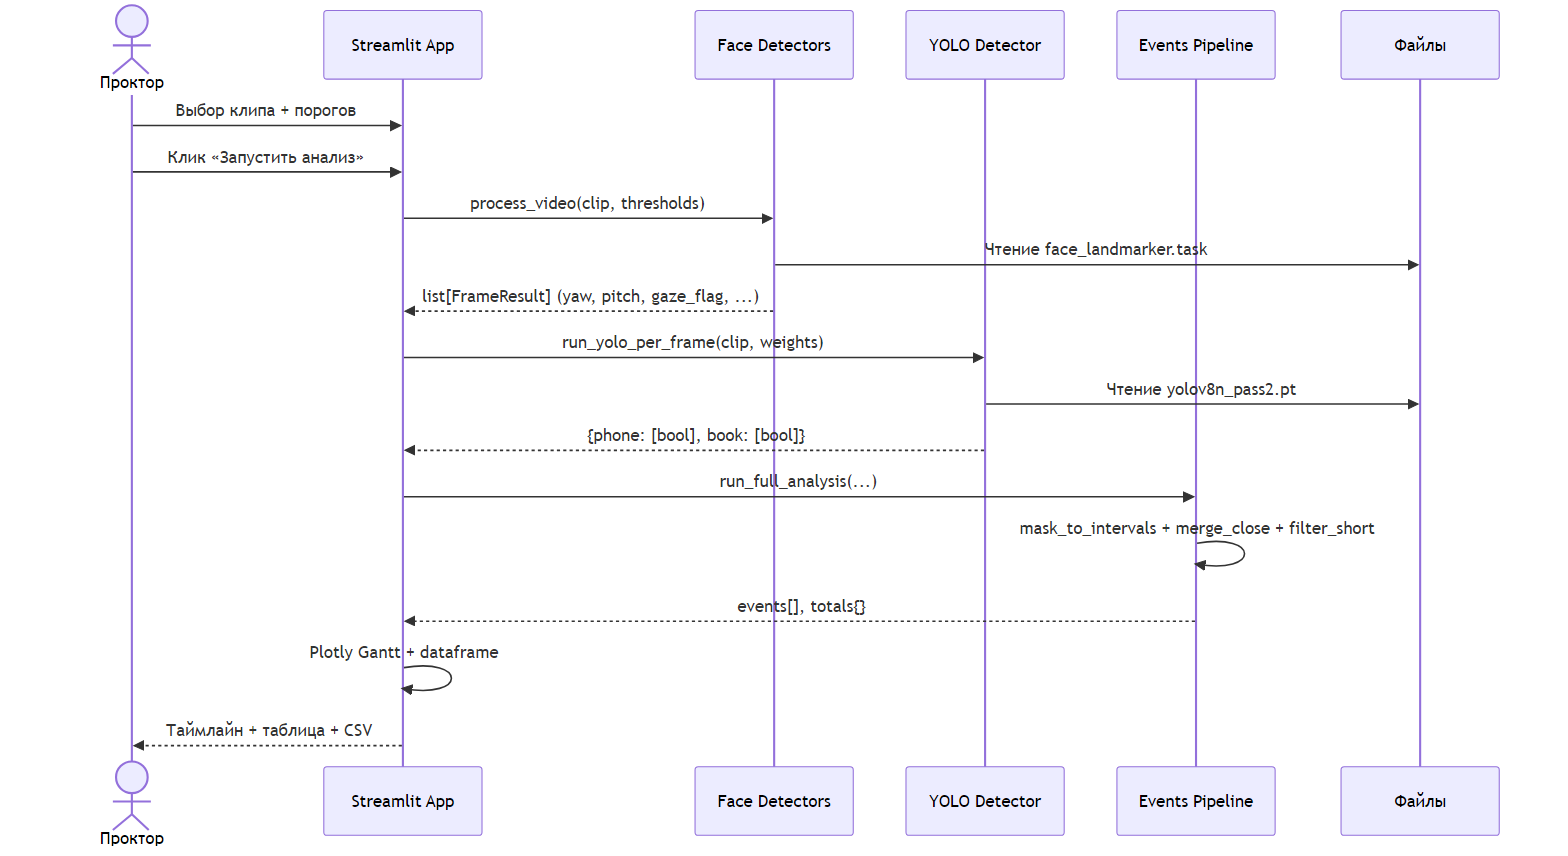 Проктор
Streamlit App
Face Detectors
YOLO Detector
Events Pipeline
Файлы
Выбор клипа + порогов
Клик «Запустить анализ»
process_video(clip, thresholds)
Чтение face_landmarker.task
list[FrameResult] (yaw, pitch, gaze_flag, ...)
run_yolo_per_frame(clip, weights)
Чтение yolov8n_pass2.pt
{phone: [bool], book: [bool]}
run_full_analysis(...)
mask_to_intervals + merge_close + filter_short
events[], totals{}
Plotly Gantt + dataframe
Таймлайн + таблица + CSV
Проктор
Streamlit App
Face Detectors
YOLO Detector
Events Pipeline
Файлы